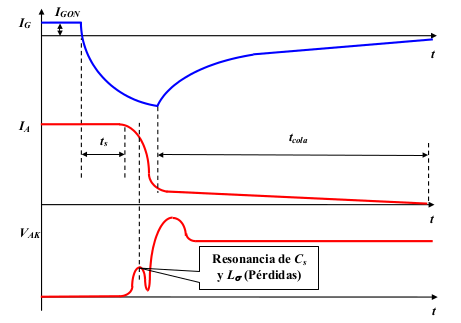 I_GON
I_G
t
I_A
t_s
t_cola
t
V_AK
Resonancia de C_s
y L_σ (Pérdidas)
t